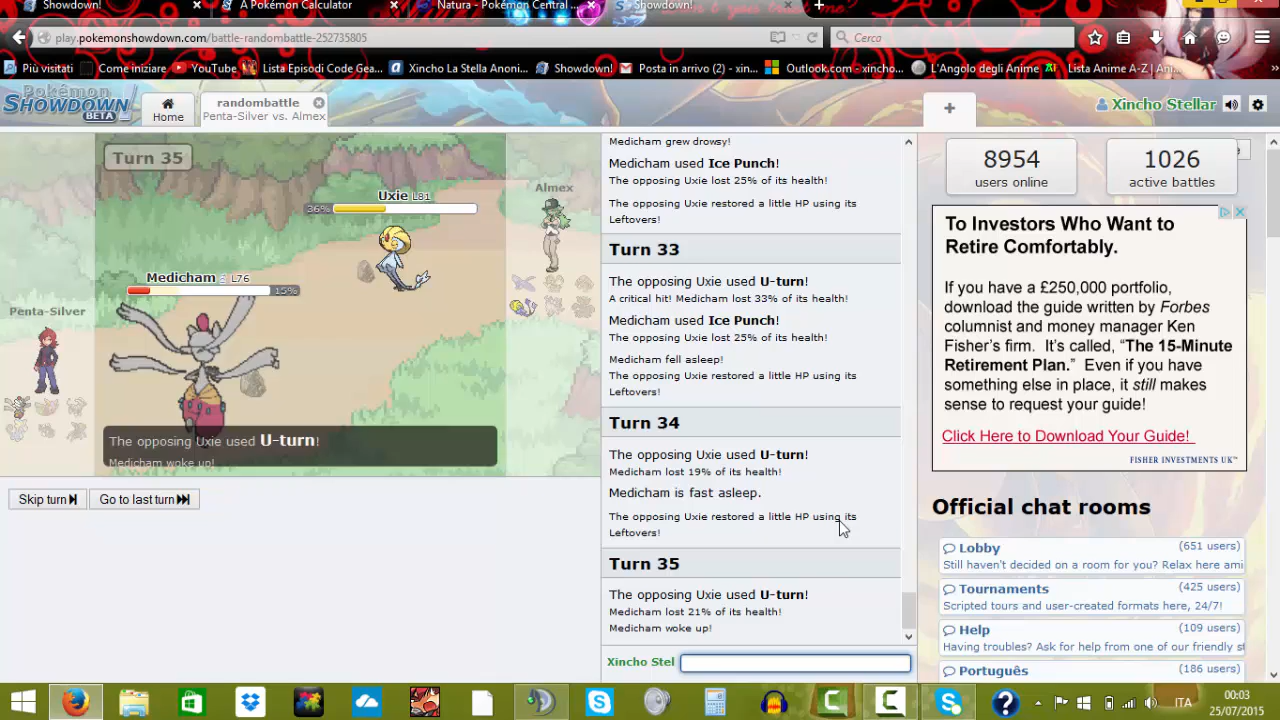 Showdown!
A Pokémon Calculator
Natura - Pokémon Central ...
Showdown!
play.pokemonshowdown.com/battle-randombattle-252735805
Cerca
Più visitati
Come iniziare
YouTube
Lista Episodi Code Gea...
Xincho La Stella Anoni...
Showdown!
Posta in arrivo (2) - xin...
Outlook.com - xincho...
L'Angolo degli Anime
Lista Anime A-Z | Ani...
Pokémon
SHOWDOWN!
BETA
Home
randombattle
Penta-Silver vs. Almex
Xincho Stellar
Turn 35
Uxie L81
36%
Medicham L76
15%
Penta-Silver
Almex
The opposing Uxie used U-turn!
Medicham woke up!
Skip turn
Go to last turn
Medicham grew drowsy!
Medicham used Ice Punch!
The opposing Uxie lost 25% of its health!
The opposing Uxie restored a little HP using its
Leftovers!
Turn 33
The opposing Uxie used U-turn!
A critical hit! Medicham lost 33% of its health!
Medicham used Ice Punch!
The opposing Uxie lost 25% of its health!
Medicham fell asleep!
The opposing Uxie restored a little HP using its
Leftovers!
Turn 34
The opposing Uxie used U-turn!
Medicham lost 19% of its health!
Medicham is fast asleep.
The opposing Uxie restored a little HP using its
Leftovers!
Turn 35
The opposing Uxie used U-turn!
Medicham lost 21% of its health!
Medicham woke up!
Xincho Stel
8954
users online
1026
active battles
To Investors Who Want to
Retire Comfortably.
If you have a £250,000 portfolio,
download the guide written by Forbes
columnist and money manager Ken
Fisher's firm. It's called, "The 15-Minute
Retirement Plan." Even if you have
something else in place, it still makes
sense to request your guide!
Click Here to Download Your Guide!
FISHER INVESTMENTS UK™
Official chat rooms
Lobby
(651 users)
Still haven't decided on a room for you? Relax here ami
Tournaments
(425 users)
Scripted tours and user-created formats here, 24/7!
Help
(109 users)
Having troubles? Ask for help from one of our friendly st
Português
(186 users)
ITA
00:03
25/07/2015